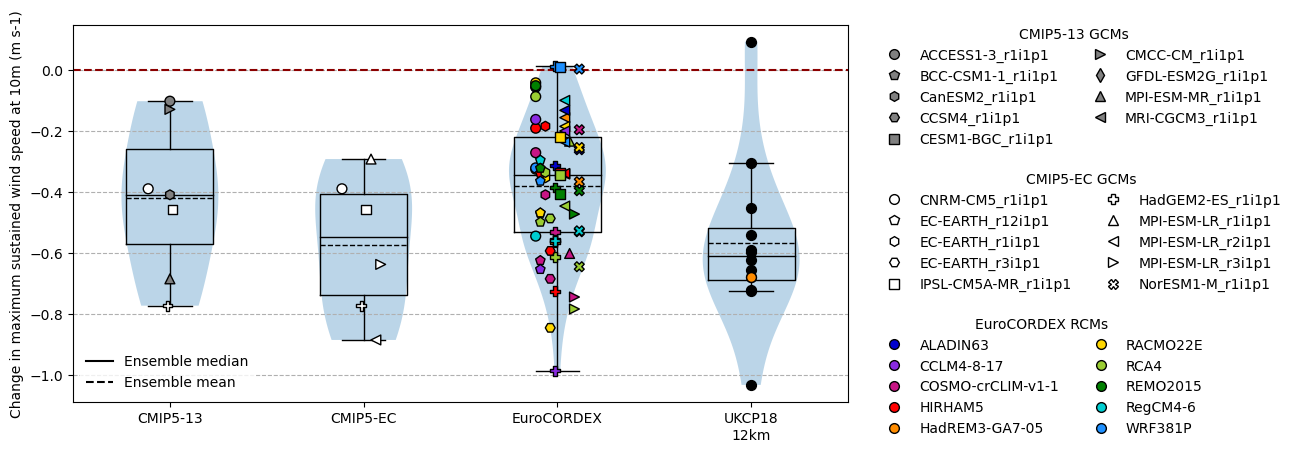 Change in maximum sustained wind speed at 10m (m s-1)
0.0
−0.2
−0.4
−0.6
−0.8
−1.0
Ensemble median
Ensemble mean
CMIP5-13
CMIP5-EC
EuroCORDEX
UKCP18
12km
CMIP5-13 GCMs
ACCESS1-3_r1i1p1
BCC-CSM1-1_r1i1p1
CanESM2_r1i1p1
CCSM4_r1i1p1
CESM1-BGC_r1i1p1
CMCC-CM_r1i1p1
GFDL-ESM2G_r1i1p1
MPI-ESM-MR_r1i1p1
MRI-CGCM3_r1i1p1
CMIP5-EC GCMs
CNRM-CM5_r1i1p1
EC-EARTH_r12i1p1
EC-EARTH_r1i1p1
EC-EARTH_r3i1p1
IPSL-CM5A-MR_r1i1p1
HadGEM2-ES_r1i1p1
MPI-ESM-LR_r1i1p1
MPI-ESM-LR_r2i1p1
MPI-ESM-LR_r3i1p1
NorESM1-M_r1i1p1
EuroCORDEX RCMs
ALADIN63
CCLM4-8-17
COSMO-crCLIM-v1-1
HIRHAM5
HadREM3-GA7-05
RACMO22E
RCA4
REMO2015
RegCM4-6
WRF381P